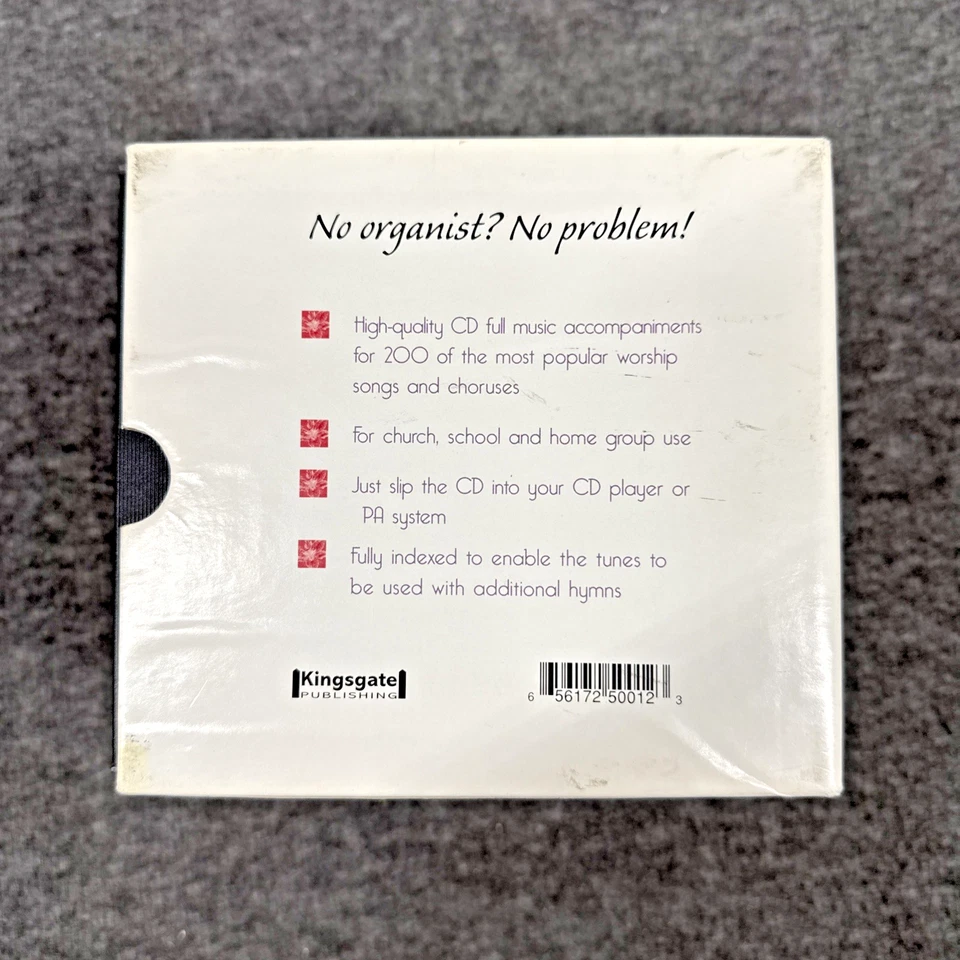 No organist? No problem!
High-quality CD full music accompaniments
for 200 of the most popular worship
songs and choruses
For church, school and home group use
Just slip the CD into your CD player or
PA system
Fully indexed to enable the tunes to
be used with additional hymns
Kingsgate
PUBLISHING
6 56172 50012 3